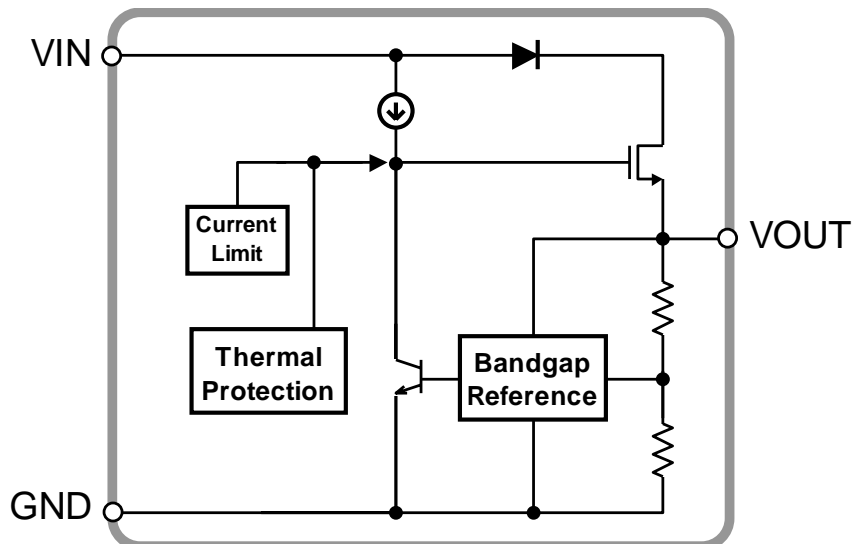 VIN
Current
Limit
VOUT
Thermal
Protection
Bandgap
Reference
GND